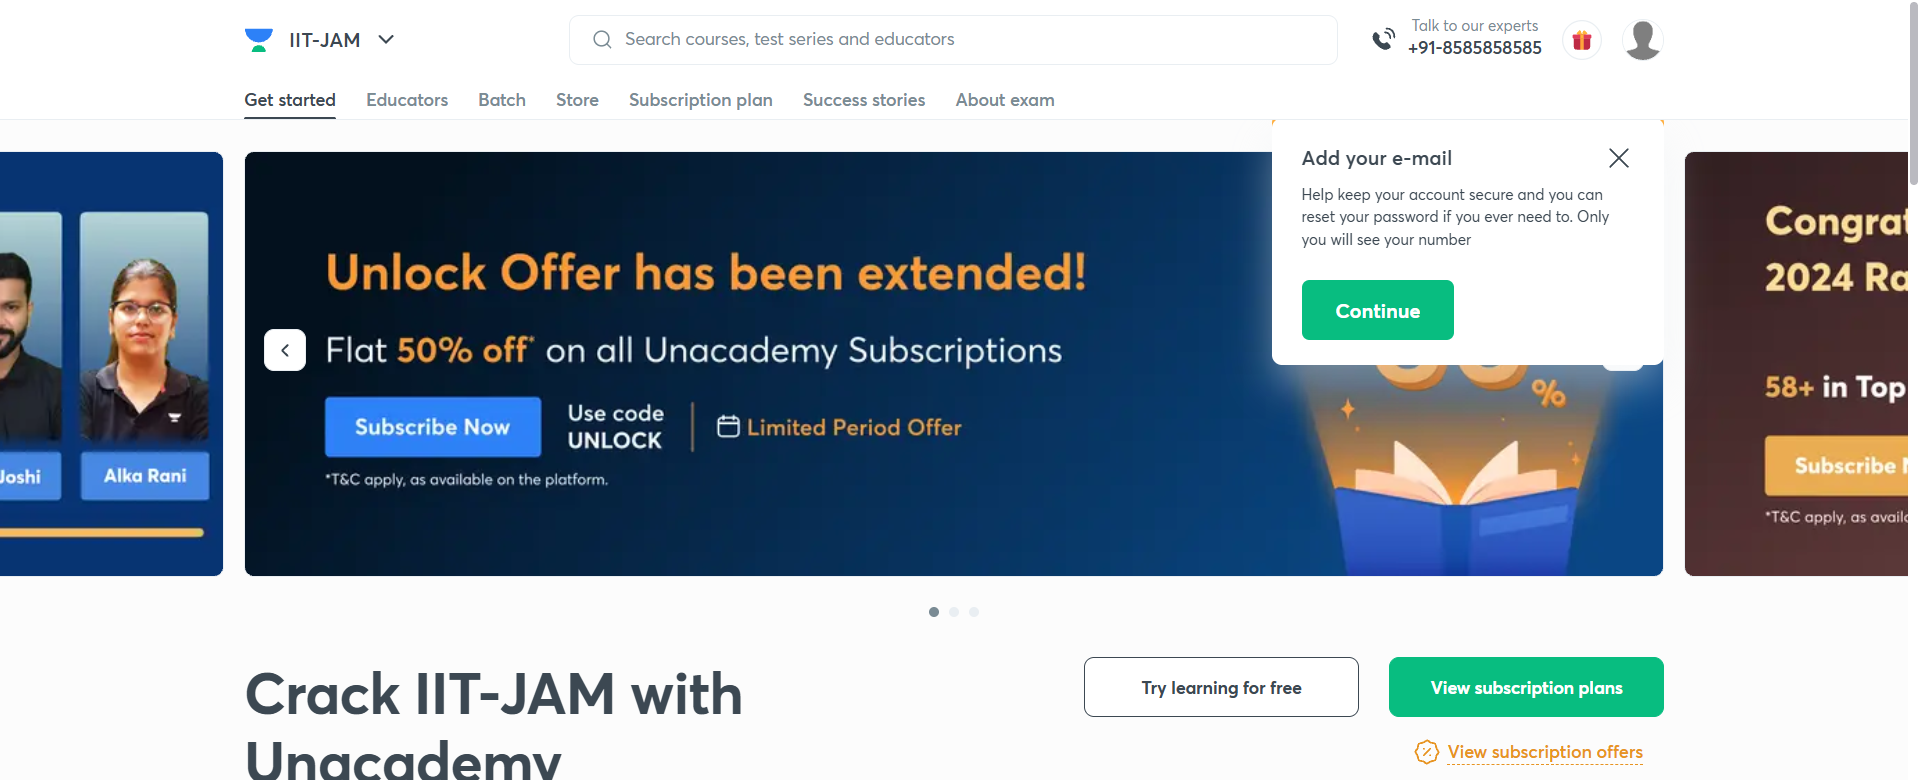 IIT-JAM
Search courses, test series and educators
Talk to our experts
+91-8585858585
Get started
Educators
Batch
Store
Subscription plan
Success stories
About exam
Add your e-mail
Help keep your account secure and you can
reset your password if you ever need to. Only
you will see your number
Continue
Joshi
Alka Rani
Unlock Offer has been extended!
Flat 50% off* on all Unacademy Subscriptions
Subscribe Now
Use code
UNLOCK
Limited Period Offer
*T&C apply, as available on the platform.
%
2024
58+ in Top
Subscribe
*T&C apply, as
Crack IIT-JAM with
Unacademy
Try learning for free
View subscription plans
View subscription offers